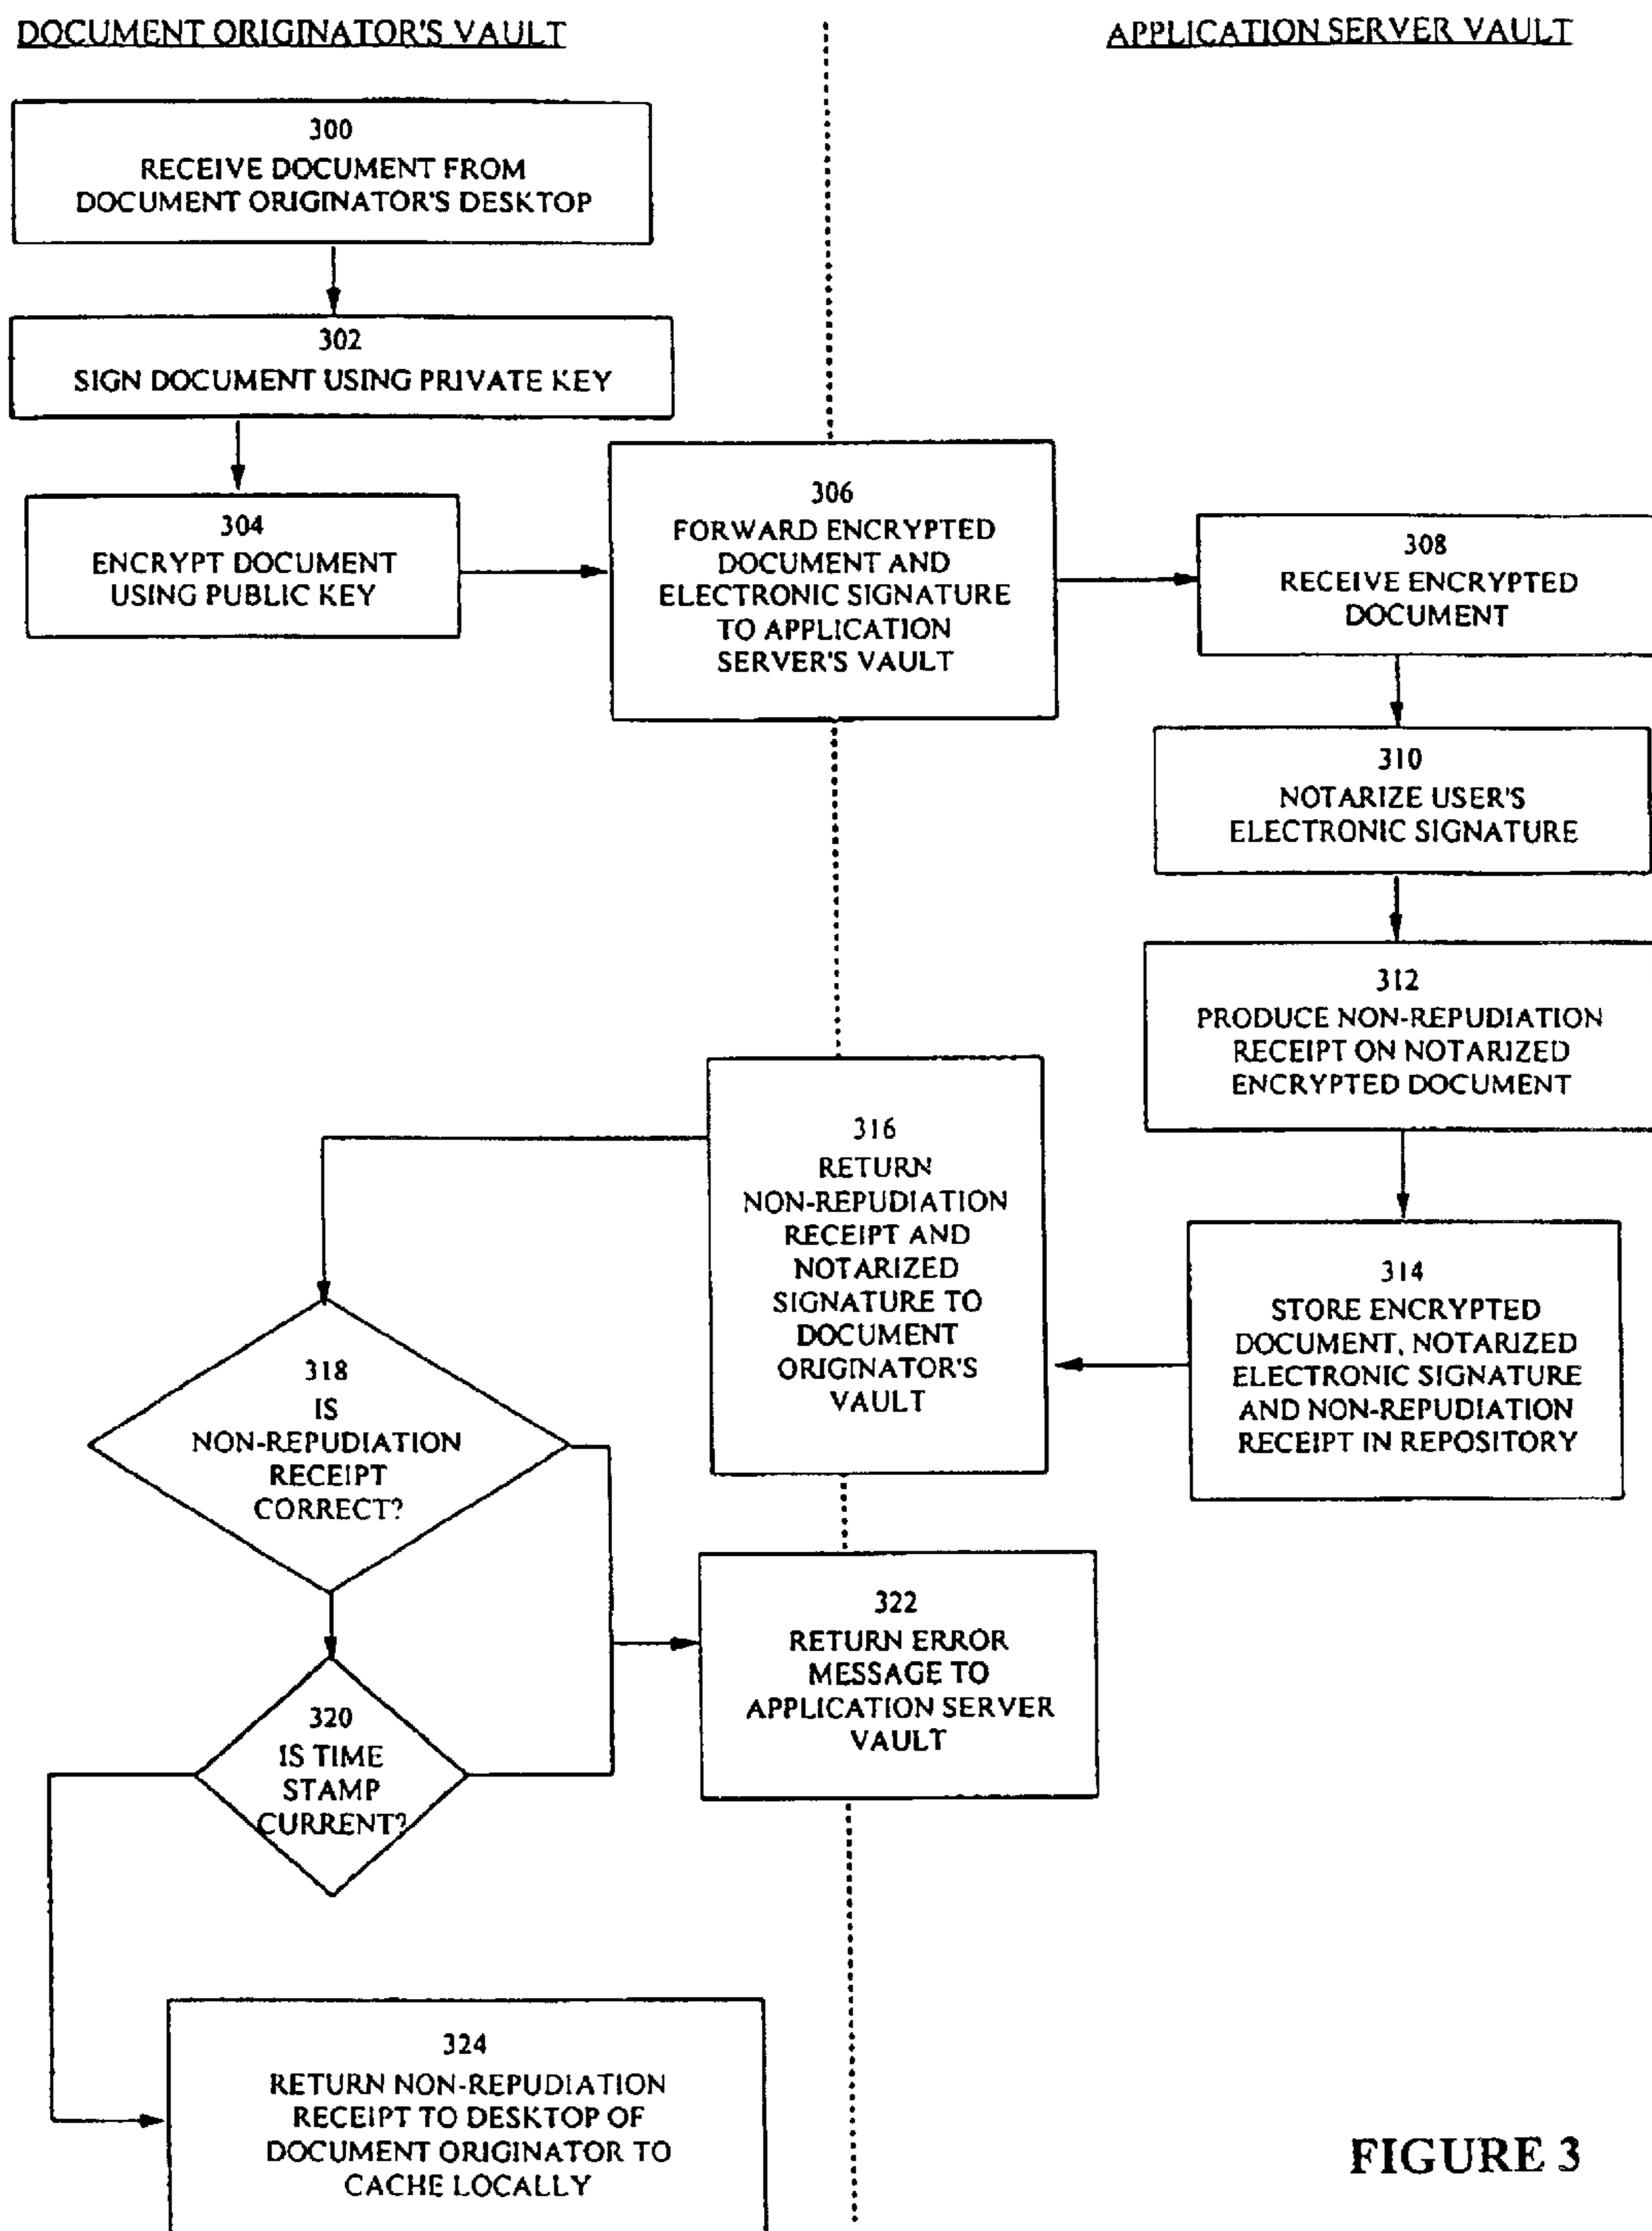 DOCUMENT ORIGINATOR'S VAULT
APPLICATION SERVER VAULT
300
RECEIVE DOCUMENT FROM
DOCUMENT ORIGINATOR'S DESKTOP
302
SIGN DOCUMENT USING PRIVATE KEY
304
ENCRYPT DOCUMENT
USING PUBLIC KEY
306
FORWARD ENCRYPTED
DOCUMENT AND
ELECTRONIC SIGNATURE
TO APPLICATION
SERVER'S VAULT
308
RECEIVE ENCRYPTED
DOCUMENT
310
NOTARIZE USER'S
ELECTRONIC SIGNATURE
312
PRODUCE NON-REPUDIATION
RECEIPT ON NOTARIZED
ENCRYPTED DOCUMENT
314
STORE ENCRYPTED
DOCUMENT, NOTARIZED
ELECTRONIC SIGNATURE
AND NON-REPUDIATION
RECEIPT IN REPOSITORY
316
RETURN
NON-REPUDIATION
RECEIPT AND
NOTARIZED
SIGNATURE TO
DOCUMENT
ORIGINATOR'S
VAULT
318
IS
NON-REPUDIATION
RECEIPT
CORRECT?
320
IS TIME
STAMP
CURRENT?
322
RETURN ERROR
MESSAGE TO
APPLICATION SERVER
VAULT
324
RETURN NON-REPUDIATION
RECEIPT TO DESKTOP OF
DOCUMENT ORIGINATOR TO
CACHE LOCALLY
FIGURE 3